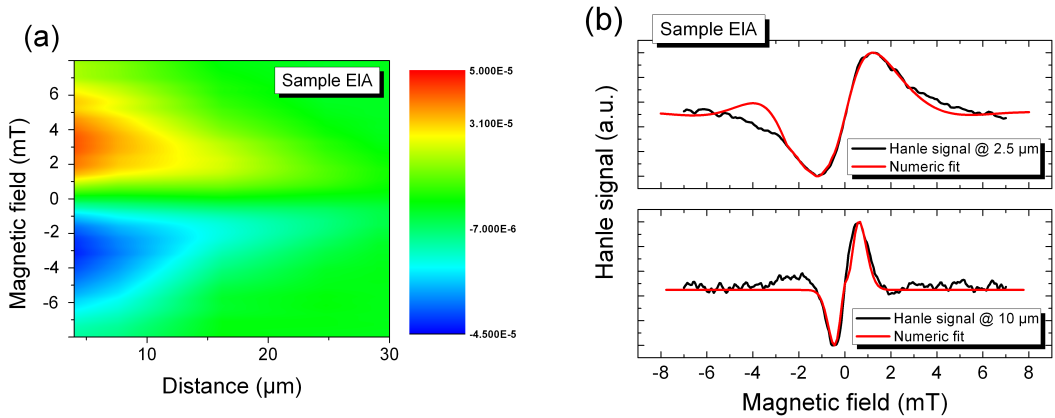 (a)
Sample EIA
Magnetic field (mT)
6
4
2
0
-2
-4
-6
10
20
30
Distance (μm)
5.000E-5
3.100E-5
-7.000E-6
-4.500E-5
(b)
Sample EIA
Hanle signal (a.u.)
Hanle signal @ 2.5 μm
Numeric fit
Hanle signal @ 10 μm
Numeric fit
-8
-6
-4
-2
0
2
4
6
8
Magnetic field (mT)